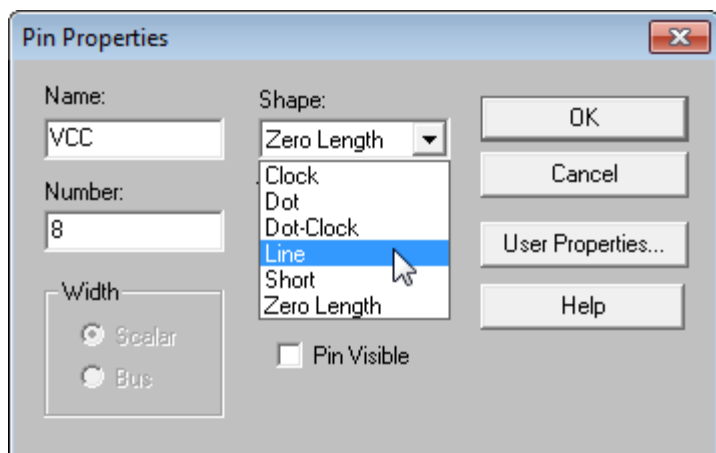 Pin Properties
Name:
VCC
Number:
8
Width
Scalar
Bus
Shape:
Zero Length
Clock
Dot
Dot-Clock
Line
Short
Zero Length
Pin Visible
OK
Cancel
User Properties...
Help